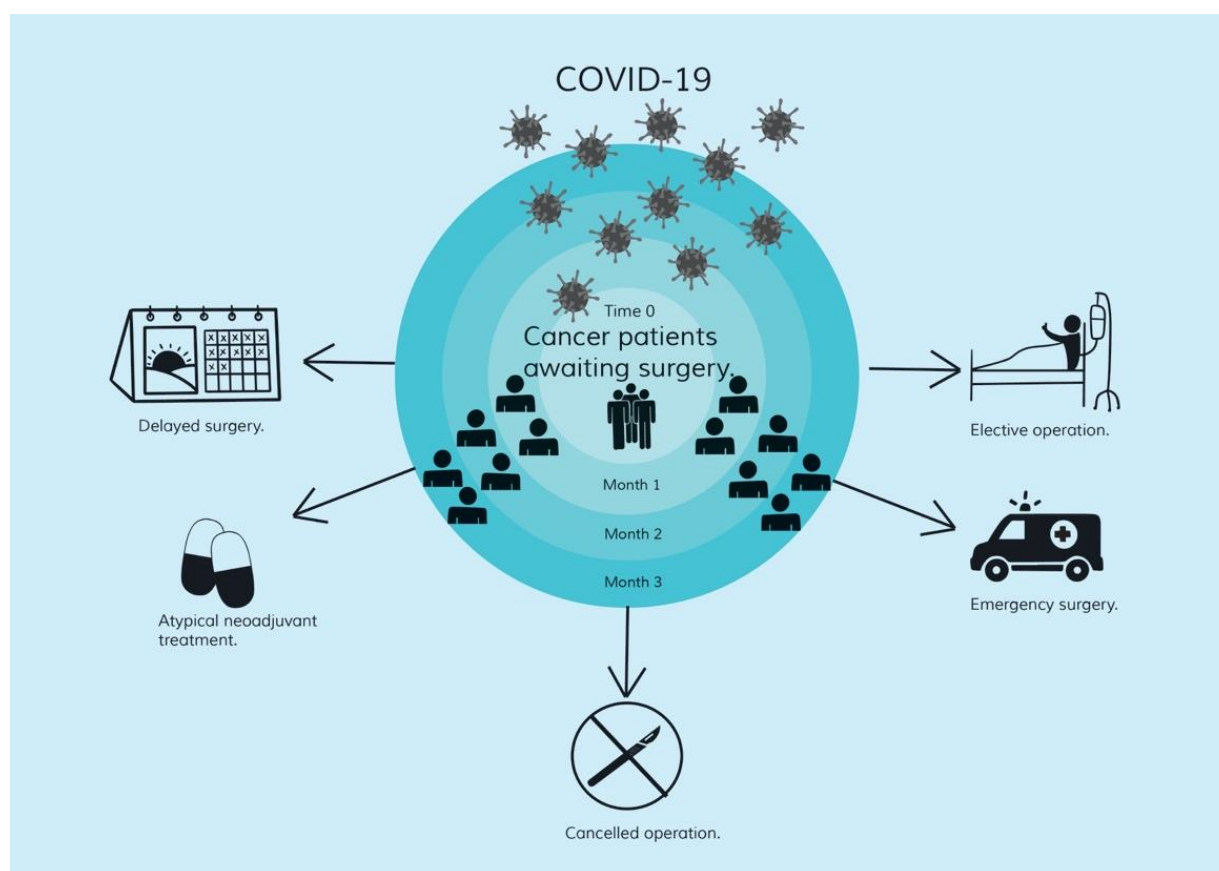 COVID-19
Time 0
Cancer patients
awaiting surgery.
Month 1
Month 2
Month 3
Delayed surgery.
Elective operation.
Atypical neoadjuvant
treatment.
Emergency surgery.
Cancelled operation.